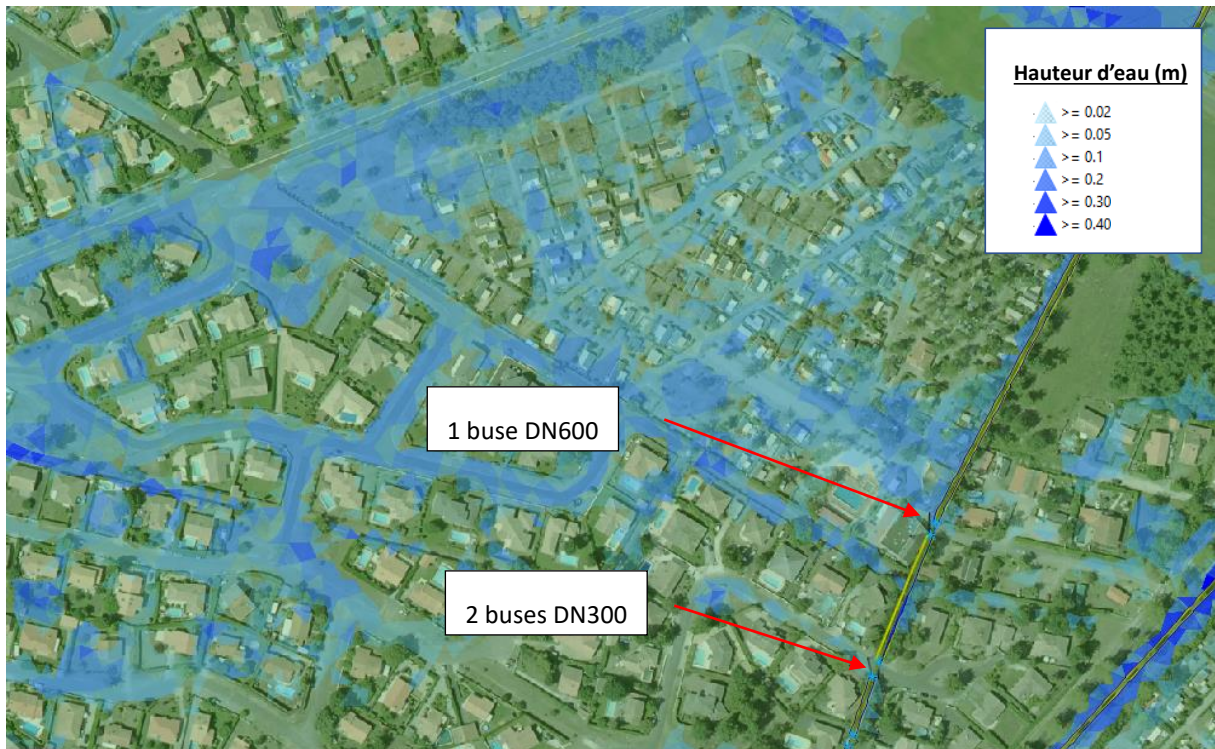 Hauteur d'eau (m)
>= 0.02
>= 0.05
>= 0.1
>= 0.2
>= 0.30
>= 0.40
1 buse DN600
2 buses DN300